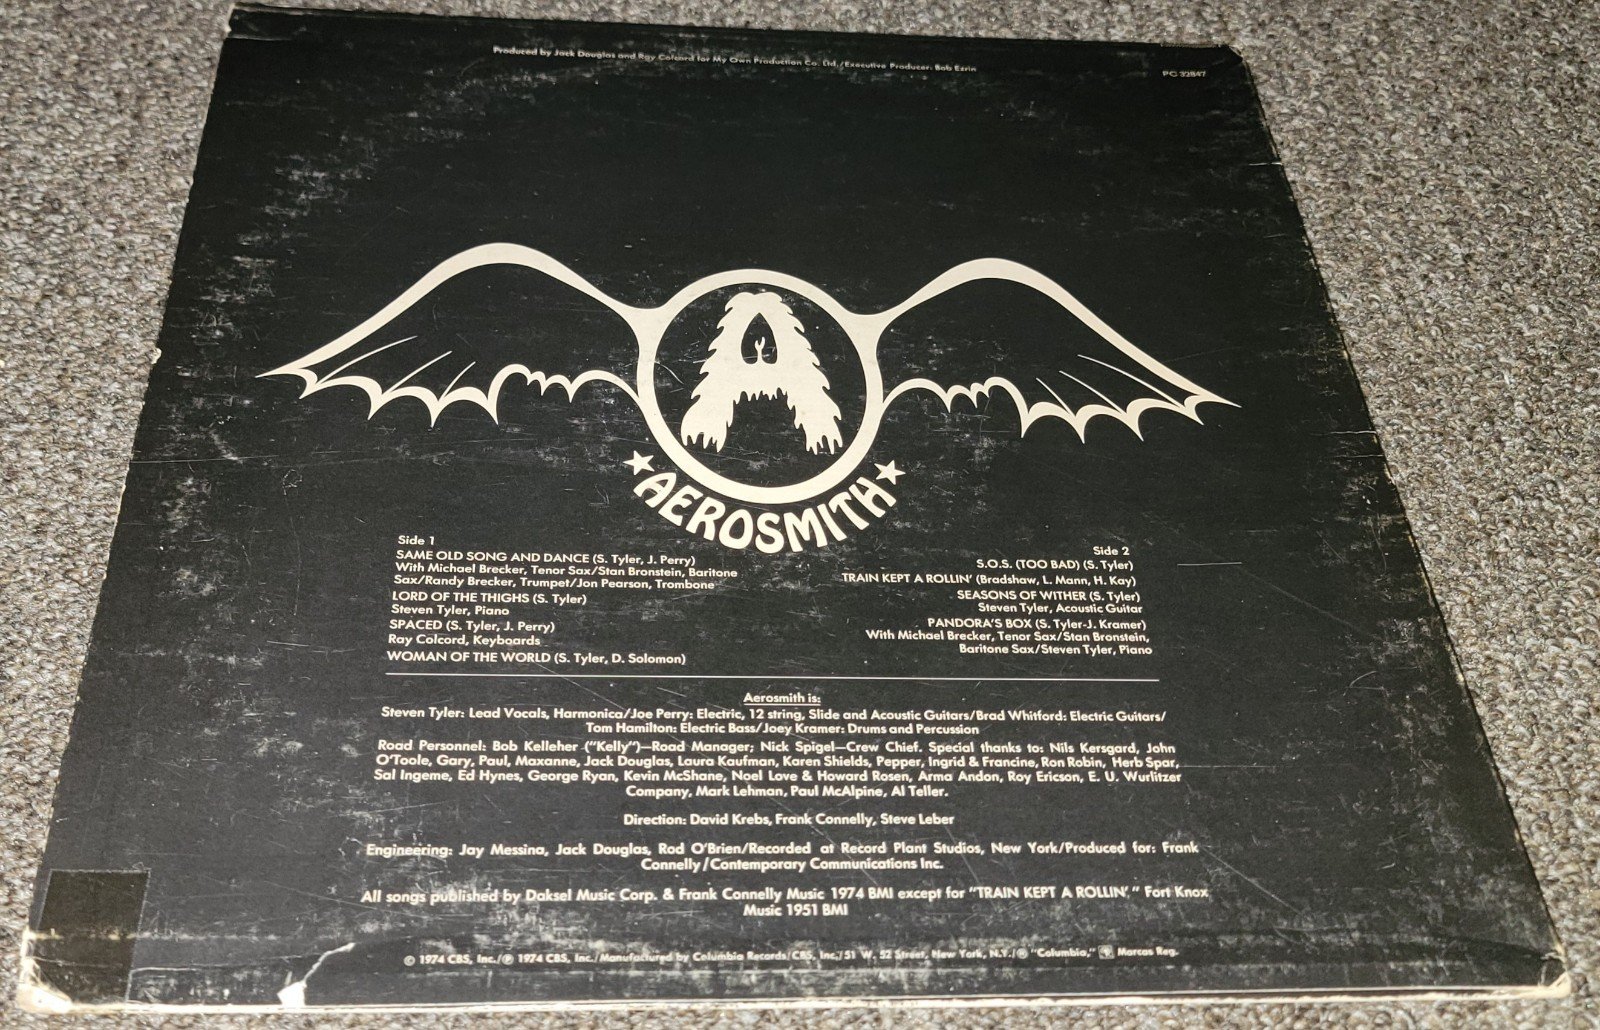 Produced by Jack Douglas and Ray Colcord for My Own Production Co. Ltd./Executive Producer: Bob Ezrin
PC 32847
A
AEROSMITH
Side 1
SAME OLD SONG AND DANCE (S. Tyler, J. Perry)
With Michael Brecker, Tenor Sax/Stan Bronstein, Baritone
Sax/Randy Brecker, Trumpet/Jon Pearson, Trombone
LORD OF THE THIGHS (S. Tyler)
Steven Tyler, Piano
SPACED (S. Tyler, J. Perry)
Ray Colcord, Keyboards
WOMAN OF THE WORLD (S. Tyler, D. Solomon)
Side 2
S.O.S. (TOO BAD) (S. Tyler)
TRAIN KEPT A ROLLIN' (Bradshaw, L. Mann, H. Kay)
SEASONS OF WITHER (S. Tyler)
Steven Tyler, Acoustic Guitar
PANDORA'S BOX (S. Tyler-J. Kramer)
With Michael Brecker, Tenor Sax/Stan Bronstein,
Baritone Sax/Steven Tyler, Piano
Aerosmith is:
Steven Tyler: Lead Vocals, Harmonica/Joe Perry: Electric, 12 string, Slide and Acoustic Guitars/Brad Whitford: Electric Guitars/
Tom Hamilton: Electric Bass/Joey Kramer: Drums and Percussion
Road Personnel: Bob Kelleher ("Kelly")—Road Manager; Nick Spigel—Crew Chief. Special thanks to: Nils Kersgard, John
O'Toole, Gary, Paul, Maxanne, Jack Douglas, Laura Kaufman, Karen Shields, Pepper, Ingrid & Francine, Ron Robin, Herb Spar,
Sal Ingeme, Ed Hynes, George Ryan, Kevin McShane, Noel Love & Howard Rosen, Arma Andon, Roy Ericson, E. U. Wurlitzer
Company, Mark Lehman, Paul McAlpine, Al Teller.
Direction: David Krebs, Frank Connelly, Steve Leber
Engineering: Jay Messina, Jack Douglas, Rod O'Brien/Recorded at Record Plant Studios, New York/Produced for: Frank
Connelly/Contemporary Communications Inc.
All songs published by Daksel Music Corp. & Frank Connelly Music 1974 BMI except for "TRAIN KEPT A ROLLIN'." Fort Knox
Music 1951 BMI
© 1974 CBS, Inc./℗ 1974 CBS, Inc./Manufactured by Columbia Records/CBS, Inc./51 W. 52 Street, New York, N.Y./® "Columbia," Marcas Reg.